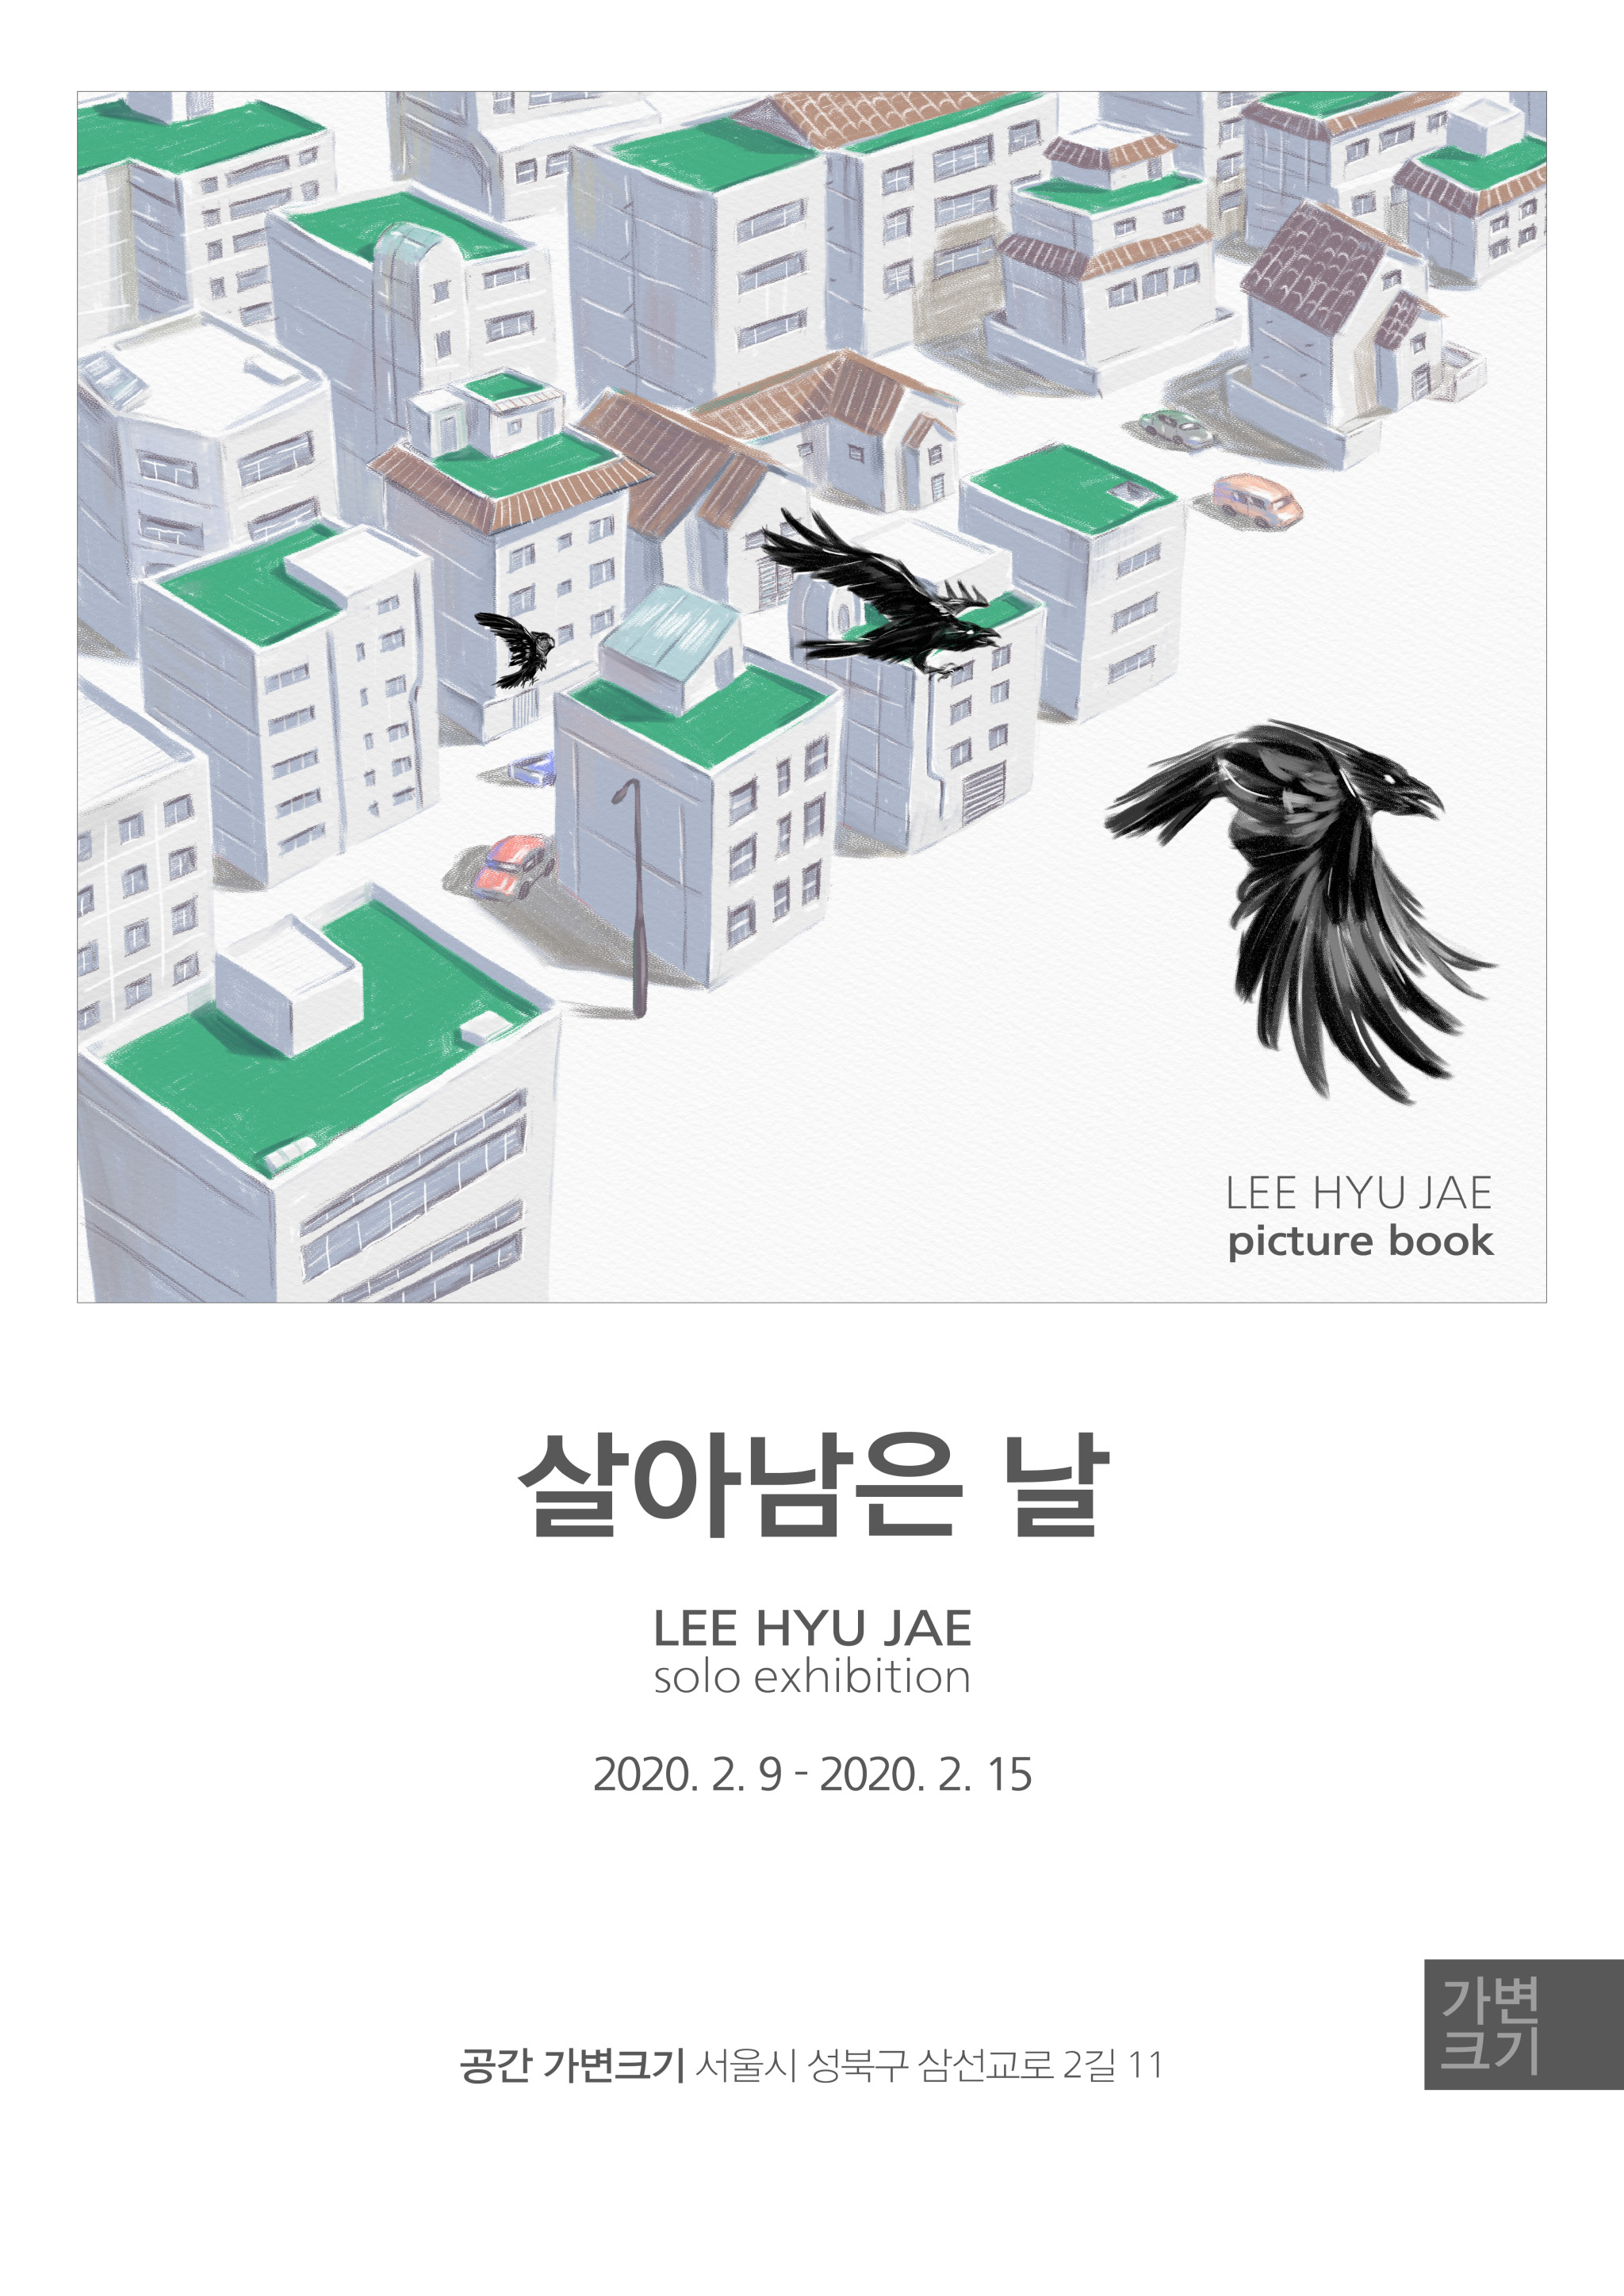 LEE HYU JAE
picture book
살아남은 날
LEE HYU JAE
solo exhibition
2020. 2. 9 - 2020. 2. 15
공간 가변크기 서울시 성북구 삼선교로 2길 11
가변
크기